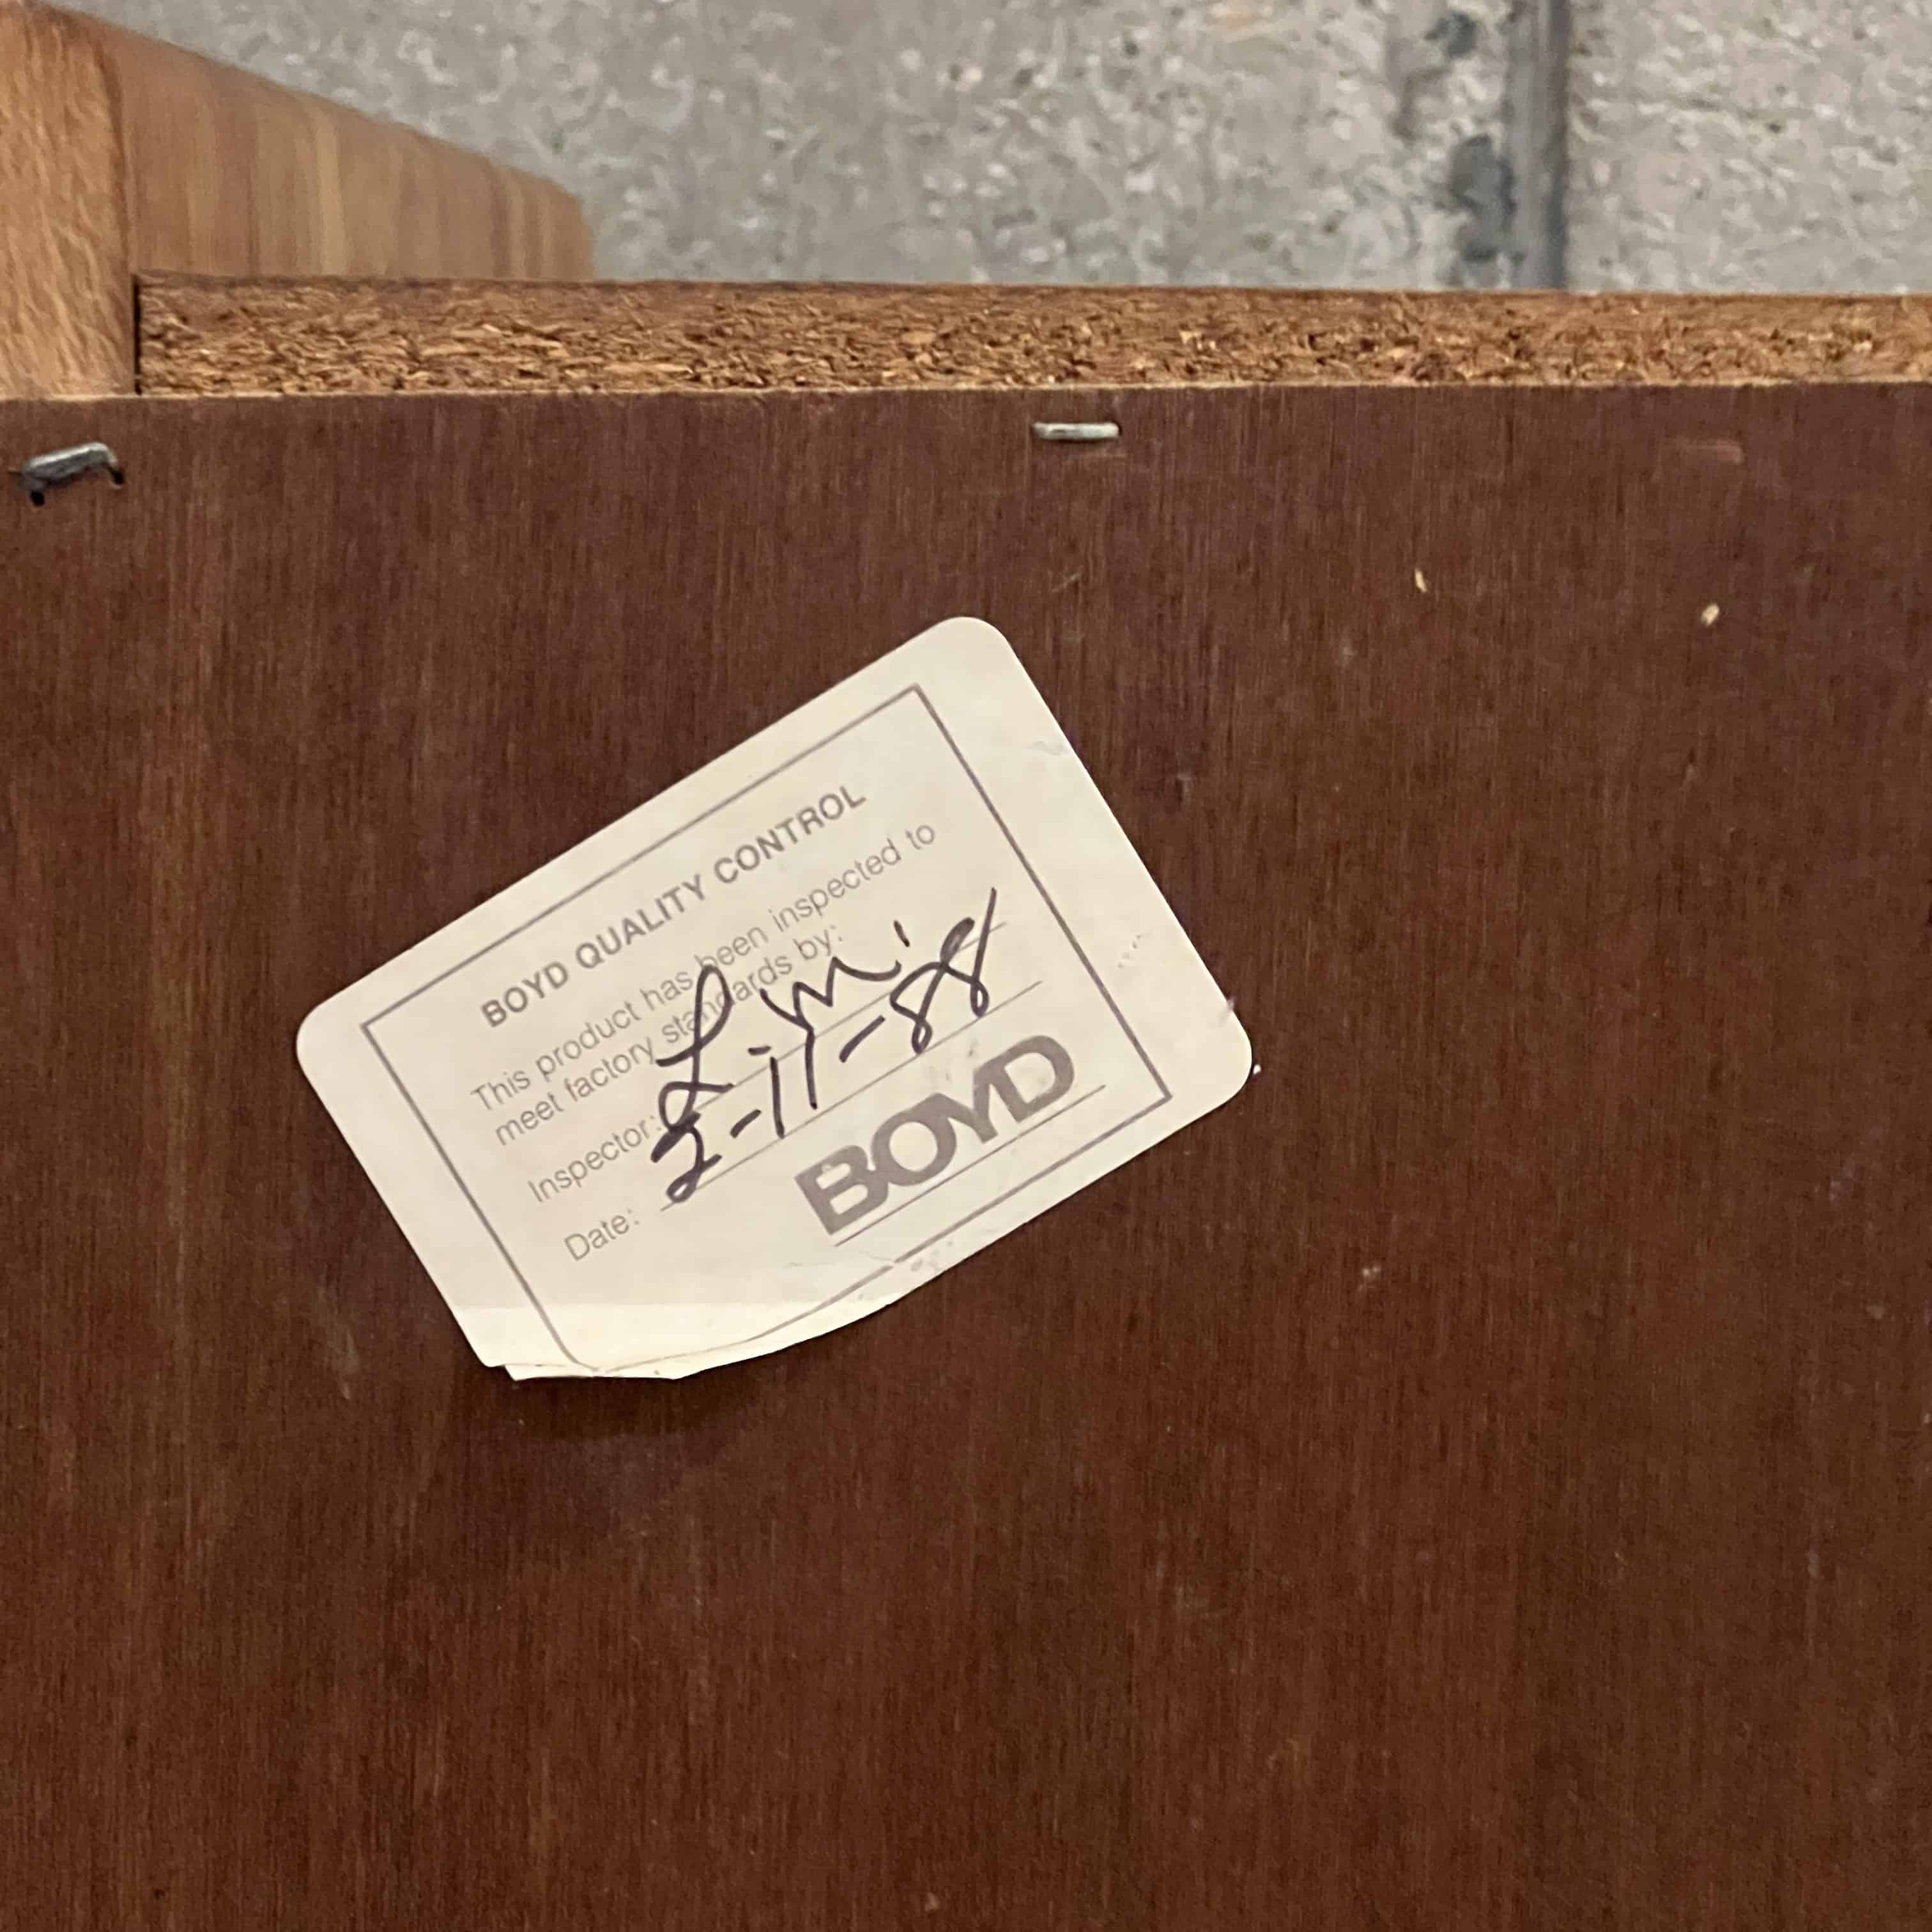 BOYD QUALITY CONTROL
This product has been inspected to
meet factory standards by:
Inspector:
Date: 2-11-88
BOYD